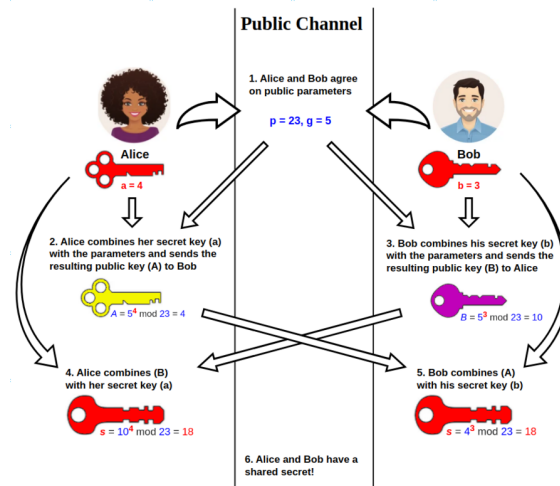 Public Channel
1. Alice and Bob agree
on public parameters
p = 23, g = 5
Alice
a = 4
Bob
b = 3
2. Alice combines her secret key (a)
with the parameters and sends the
resulting public key (A) to Bob
A = 5⁴ mod 23 = 4
3. Bob combines his secret key (b)
with the parameters and sends the
resulting public key (B) to Alice
B = 5³ mod 23 = 10
4. Alice combines (B)
with her secret key (a)
s = 10⁴ mod 23 = 18
5. Bob combines (A)
with his secret key (b)
s = 4³ mod 23 = 18
6. Alice and Bob have a
shared secret!